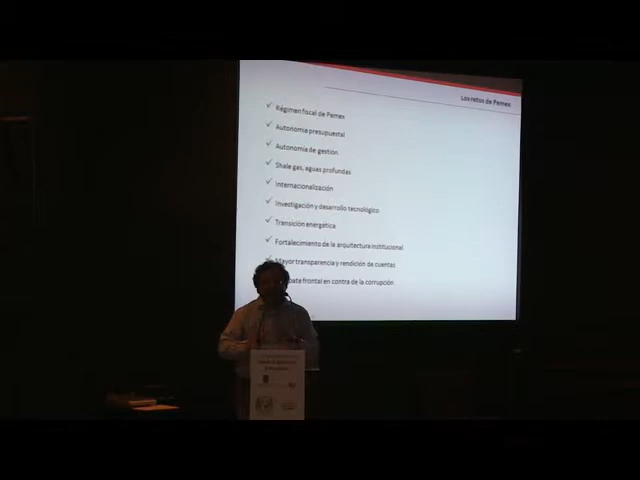 Los retos de Pemex
Régimen fiscal de Pemex
Autonomía presupuestal
Autonomía de gestión
Shale gas, aguas profundas
Internacionalización
Investigación y desarrollo tecnológico
Transición energética
Fortalecimiento de la arquitectura institucional
Mayor transparencia y rendición de cuentas
bate frontal en contra de la corrupción